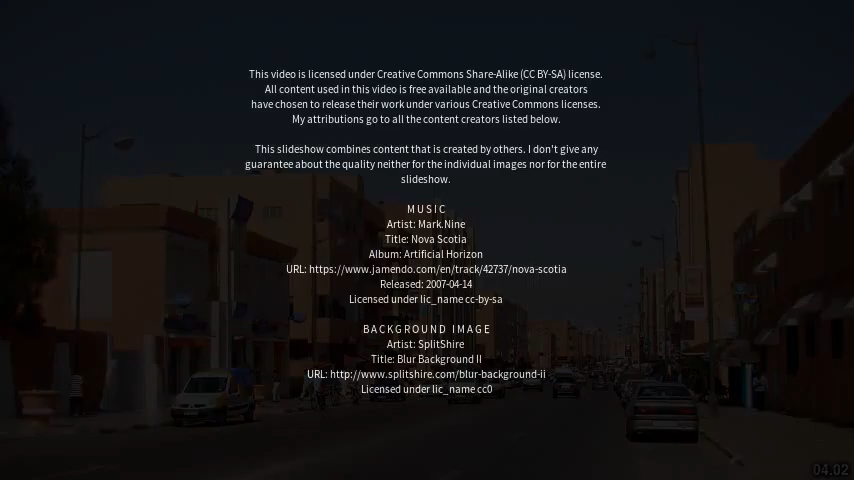 This video is licensed under Creative Commons Share-Alike (CC BY-SA) license.
All content used in this video is free available and the original creators
have chosen to release their work under various Creative Commons licenses.
My attributions go to all the content creators listed below.
This slideshow combines content that is created by others. I don't give any
guarantee about the quality neither for the individual images nor for the entire
slideshow.
MUSIC
Artist: Mark.Nine
Title: Nova Scotia
Album: Artificial Horizon
URL: https://www.jamendo.com/en/track/42737/nova-scotia
Released: 2007-04-14
Licensed under lic_name cc-by-sa
BACKGROUND IMAGE
Artist: SplitShire
Title: Blur Background II
URL: http://www.splitshire.com/blur-background-ii
Licensed under lic_name cc0
04.02